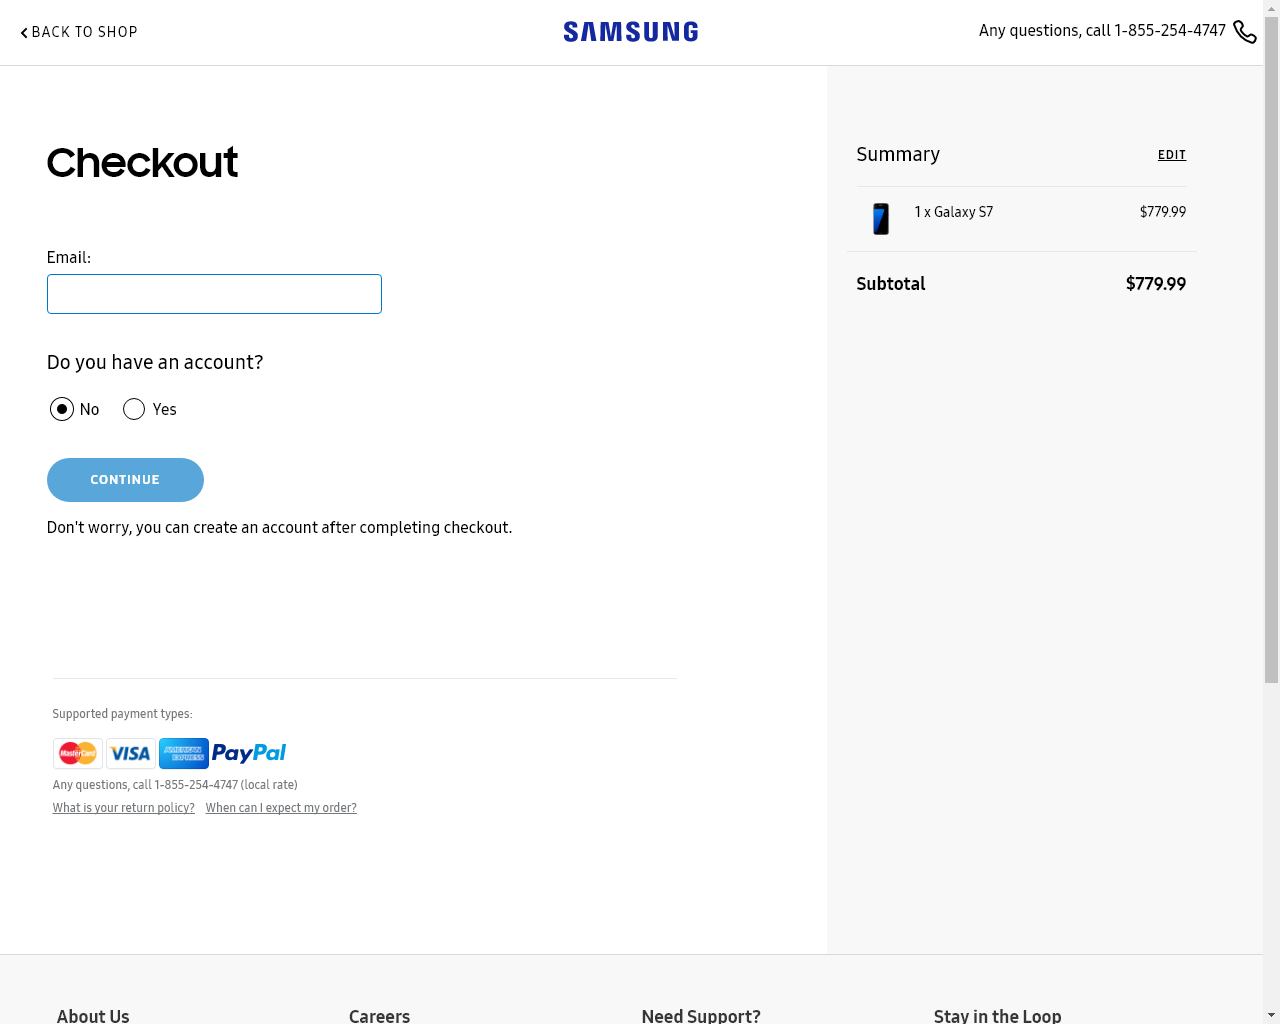 BACK TO SHOP
SAMSUNG
Any questions, call 1-855-254-4747
Checkout
Email:
Do you have an account?
No
Yes
CONTINUE
Don't worry, you can create an account after completing checkout.
Summary
EDIT
1 x Galaxy S7
$779.99
Subtotal
$779.99
Supported payment types:
MasterCard
VISA
AMERICAN EXPRESS
PayPal
Any questions, call 1-855-254-4747 (local rate)
What is your return policy?
When can I expect my order?
About Us
Careers
Need Support?
Stay in the Loop